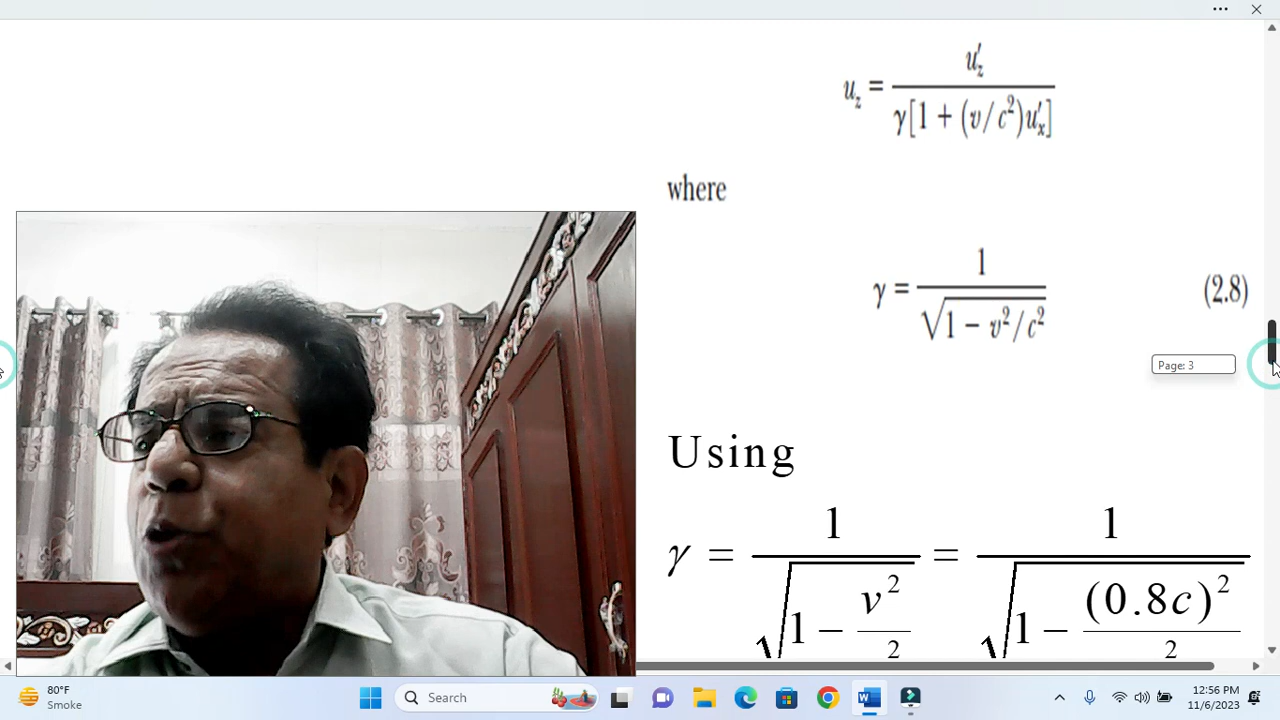 u_z = u'_z / γ[1 + (v/c²)u'_x]
where
γ = 1 / √(1 − v²/c²) (2.8)
Page: 3
Using
γ = 1 / √(1 − v²/ ²) = 1 / √(1 − (0.8c)²/ ²)
80°F
Smoke
Search
12:56 PM
11/6/2023